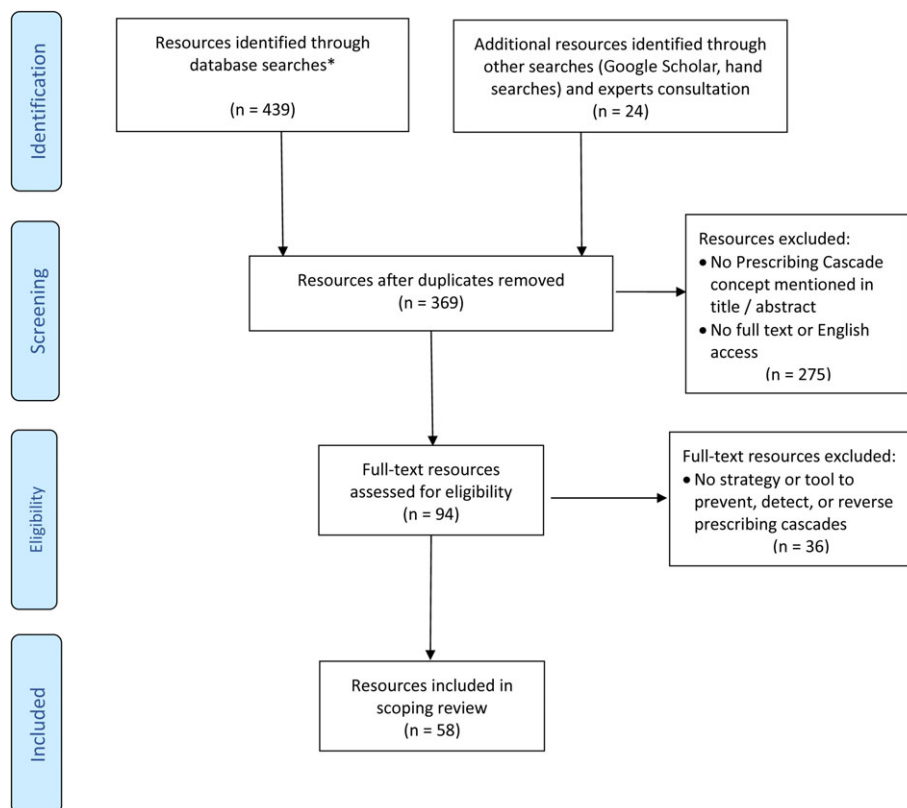 Identification
Resources identified through
database searches*
(n = 439)
Additional resources identified through
other searches (Google Scholar, hand
searches) and experts consultation
(n = 24)
Screening
Resources after duplicates removed
(n = 369)
Resources excluded:
• No Prescribing Cascade
concept mentioned in
title / abstract
• No full text or English
access
(n = 275)
Eligibility
Full-text resources
assessed for eligibility
(n = 94)
Full-text resources excluded:
• No strategy or tool to
prevent, detect, or reverse
prescribing cascades
(n = 36)
Included
Resources included in
scoping review
(n = 58)